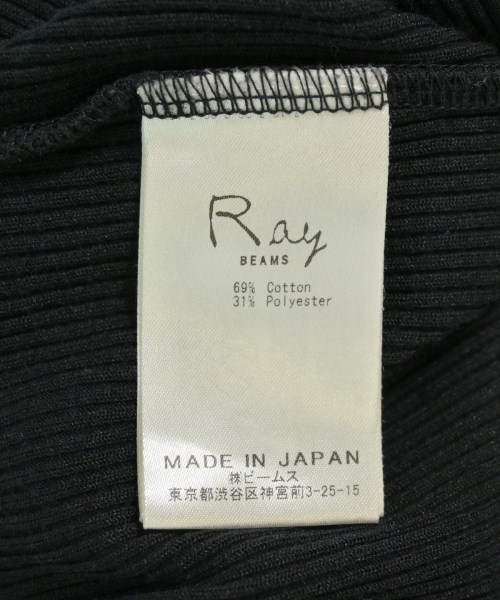 Ray
BEAMS
69% Cotton
31% Polyester
MADE IN JAPAN
㈱ビームス
東京都渋谷区神宮前3-25-15